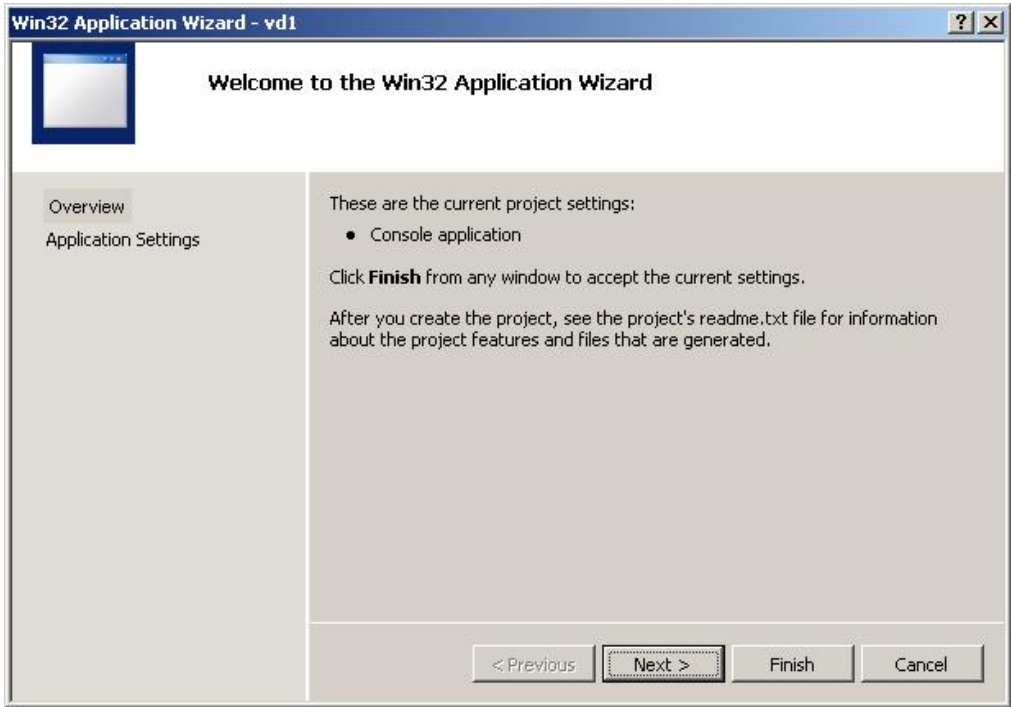 Win32 Application Wizard - vd1
Welcome to the Win32 Application Wizard
Overview
Application Settings
These are the current project settings:
• Console application
Click Finish from any window to accept the current settings.
After you create the project, see the project's readme.txt file for information
about the project features and files that are generated.
< Previous
Next >
Finish
Cancel